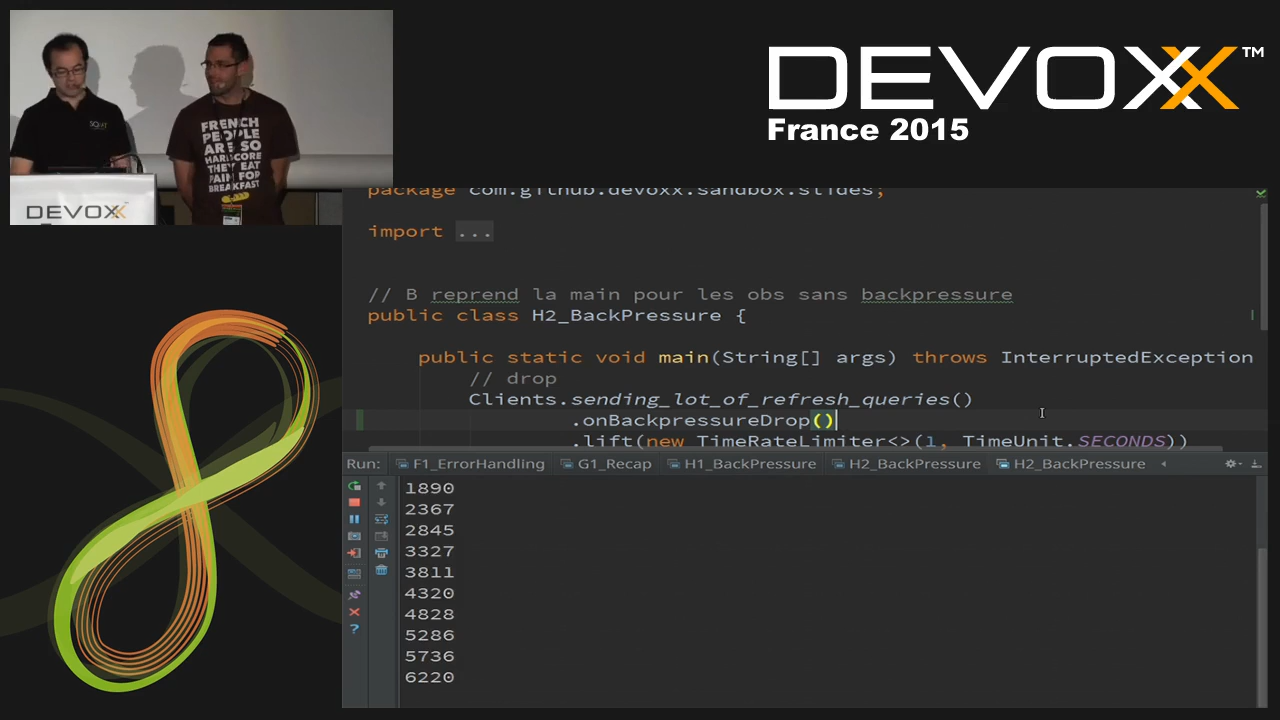 DEVOXX™
France 2015
SQLI
FRENCH
PEOPLE
ARE SO
HARDCORE
THEY EAT
PAIN FOR
BREAKFAST
DEVOXX
package com.github.devoxx.sandbox.slides;
import ...
// B reprend la main pour les obs sans backpressure
public class H2_BackPressure {
public static void main(String[] args) throws InterruptedException
// drop
Clients.sending_lot_of_refresh_queries()
.onBackpressureDrop()
.lift(new TimeRateLimiter<>(1, TimeUnit.SECONDS))
Run: F1_ErrorHandling G1_Recap H1_BackPressure H2_BackPressure H2_BackPressure
1890
2367
2845
3327
3811
4320
4828
5286
5736
6220